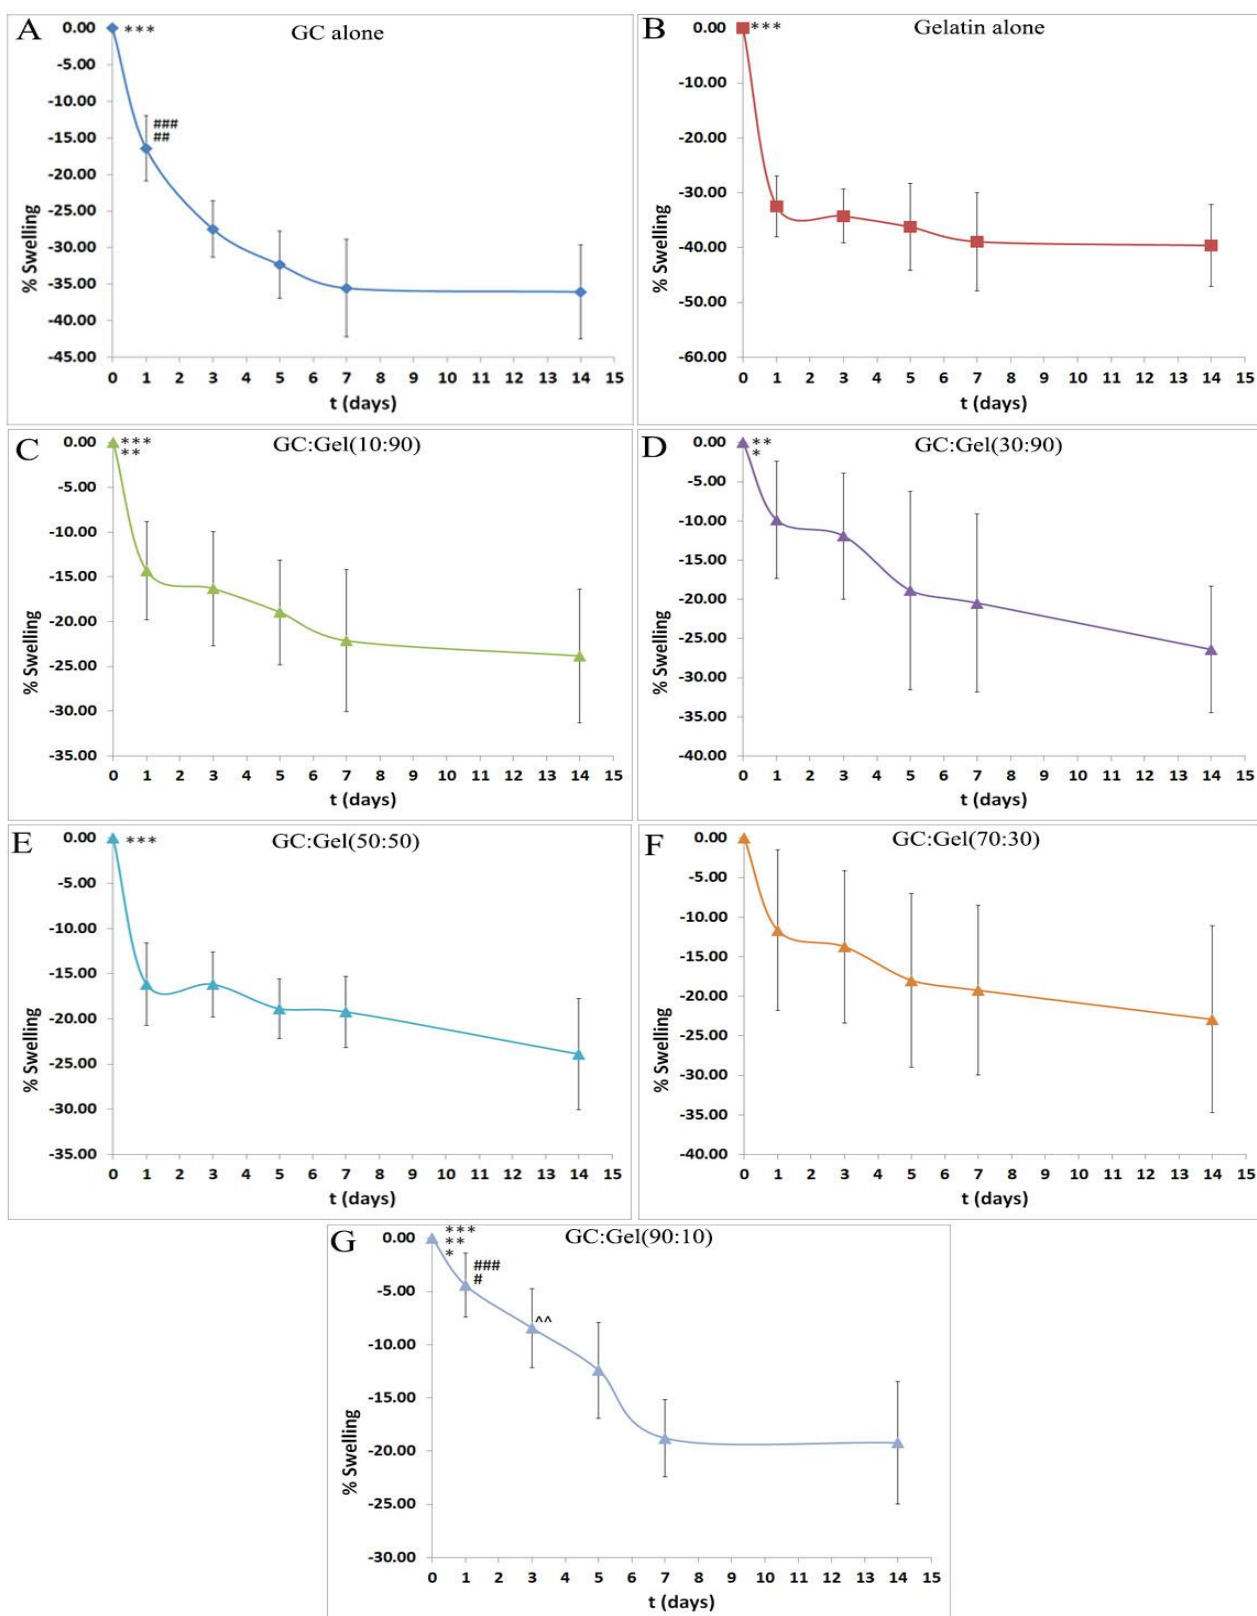 A
GC alone
0.00
***
-5.00
-10.00
###
-15.00
##
-20.00
-25.00
-30.00
-35.00
-40.00
-45.00
% Swelling
0 1 2 3 4 5 6 7 8 9 10 11 12 13 14 15
t (days)
B
Gelatin alone
0.00
***
-10.00
-20.00
-30.00
-40.00
-50.00
-60.00
% Swelling
0 1 2 3 4 5 6 7 8 9 10 11 12 13 14 15
t (days)
C
GC:Gel(10:90)
0.00
***
**
-5.00
-10.00
-15.00
-20.00
-25.00
-30.00
-35.00
% Swelling
0 1 2 3 4 5 6 7 8 9 10 11 12 13 14 15
t (days)
D
GC:Gel(30:90)
0.00
**
*
-5.00
-10.00
-15.00
-20.00
-25.00
-30.00
-35.00
-40.00
% Swelling
0 1 2 3 4 5 6 7 8 9 10 11 12 13 14 15
t (days)
E
GC:Gel(50:50)
0.00
***
-5.00
-10.00
-15.00
-20.00
-25.00
-30.00
-35.00
% Swelling
0 1 2 3 4 5 6 7 8 9 10 11 12 13 14 15
t (days)
F
GC:Gel(70:30)
0.00
-5.00
-10.00
-15.00
-20.00
-25.00
-30.00
-35.00
-40.00
% Swelling
0 1 2 3 4 5 6 7 8 9 10 11 12 13 14 15
t (days)
G
GC:Gel(90:10)
0.00
***
**
*
###
#
-5.00
^^
-10.00
-15.00
-20.00
-25.00
-30.00
% Swelling
0 1 2 3 4 5 6 7 8 9 10 11 12 13 14 15
t (days)